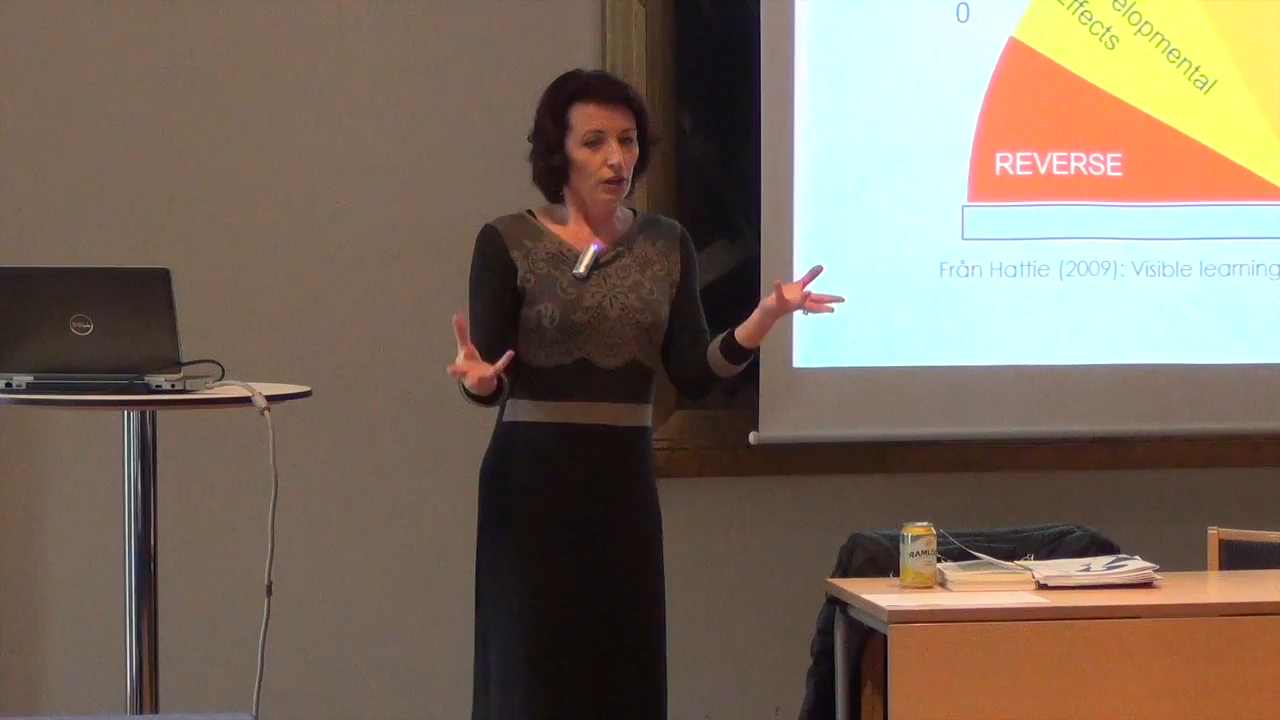 0
elopmental
Effects
REVERSE
Från Hattie (2009): Visible learning
DELL
RAMLÖ